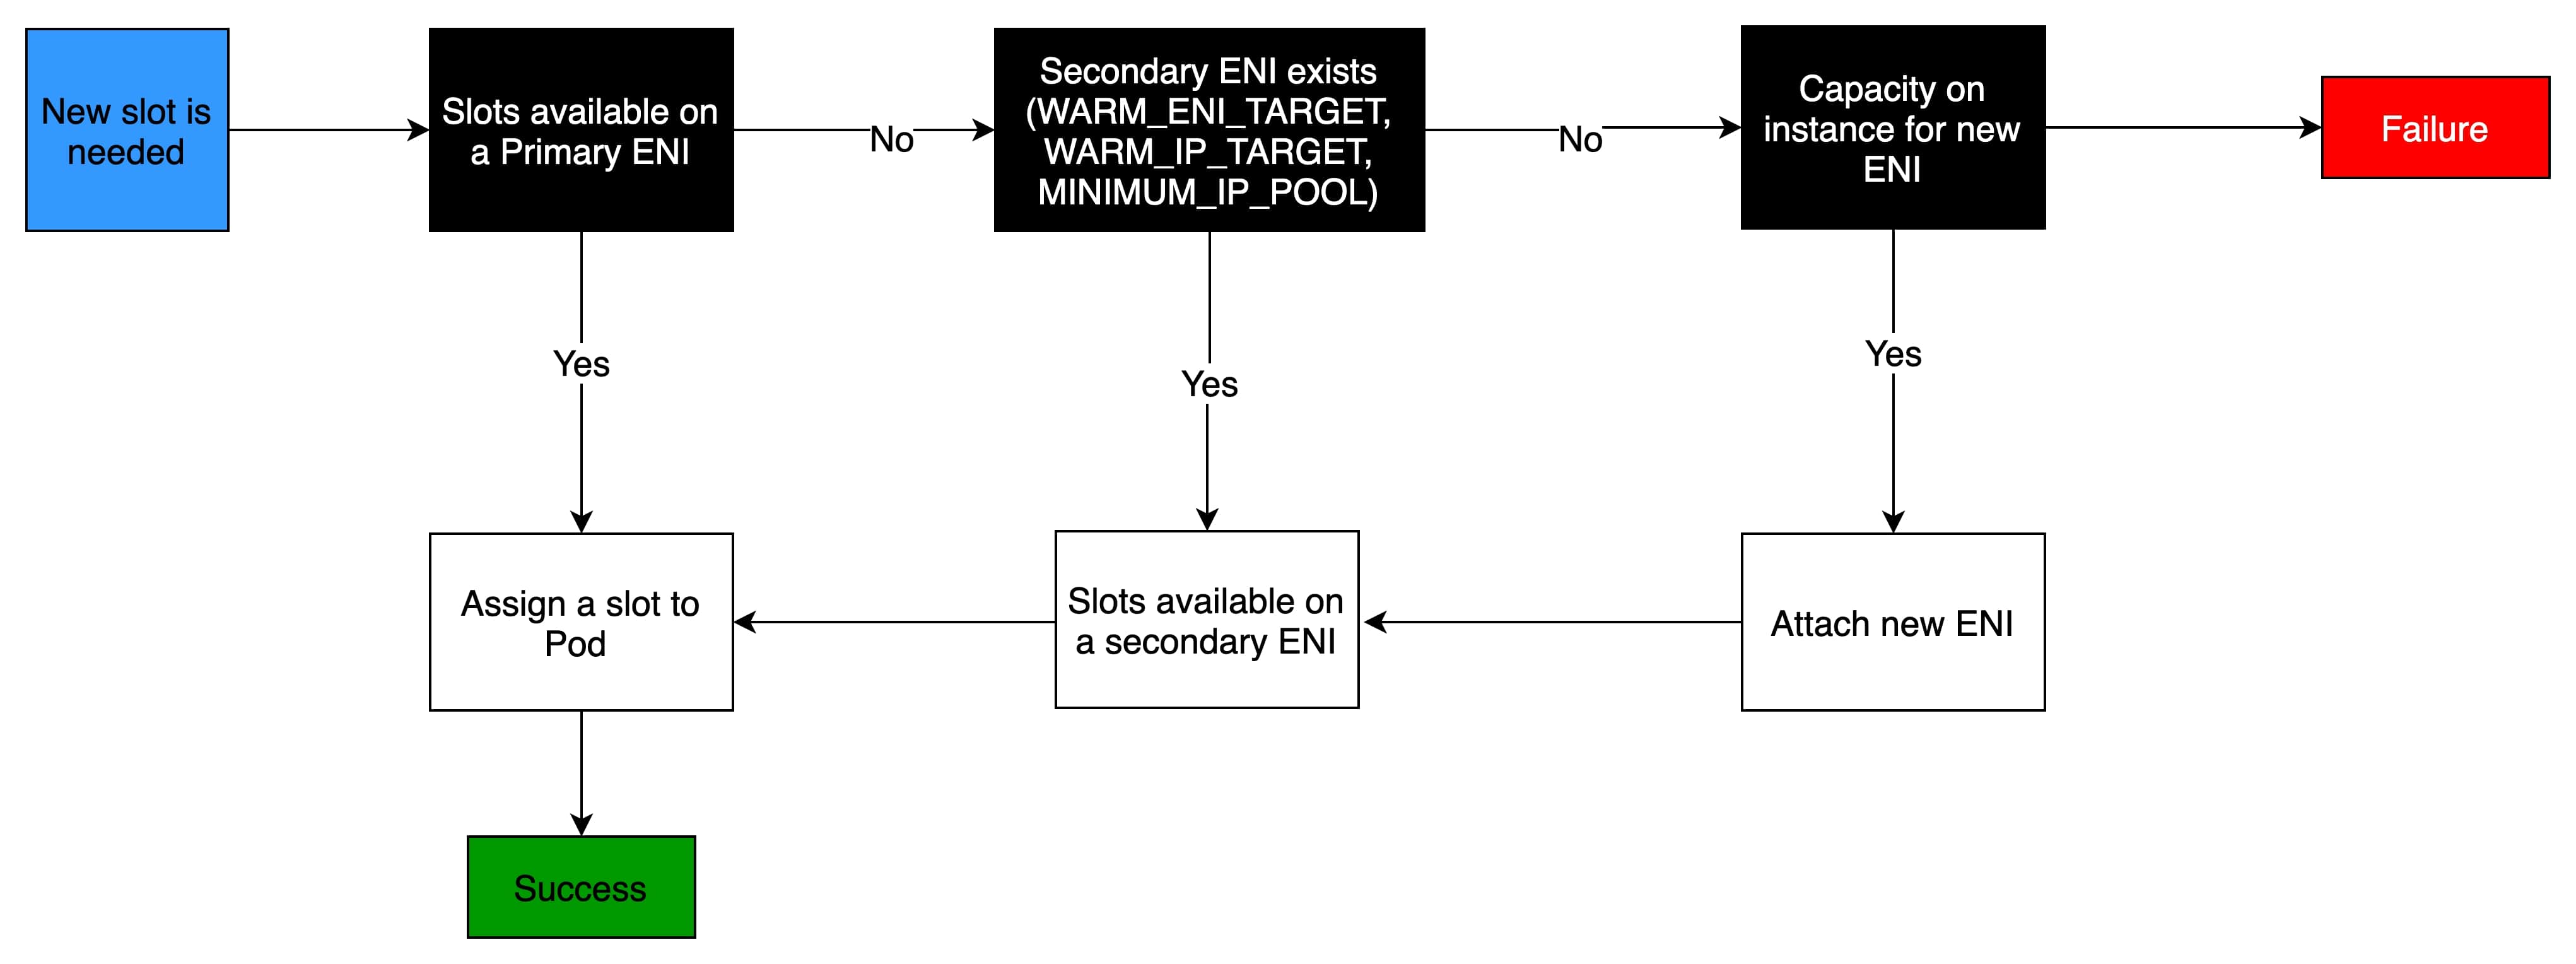 New slot is
needed
Slots available on
a Primary ENI
No
Secondary ENI exists
(WARM_ENI_TARGET,
WARM_IP_TARGET,
MINIMUM_IP_POOL)
No
Capacity on
instance for new
ENI
Failure
Yes
Yes
Yes
Assign a slot to
Pod
Slots available on
a secondary ENI
Attach new ENI
Success